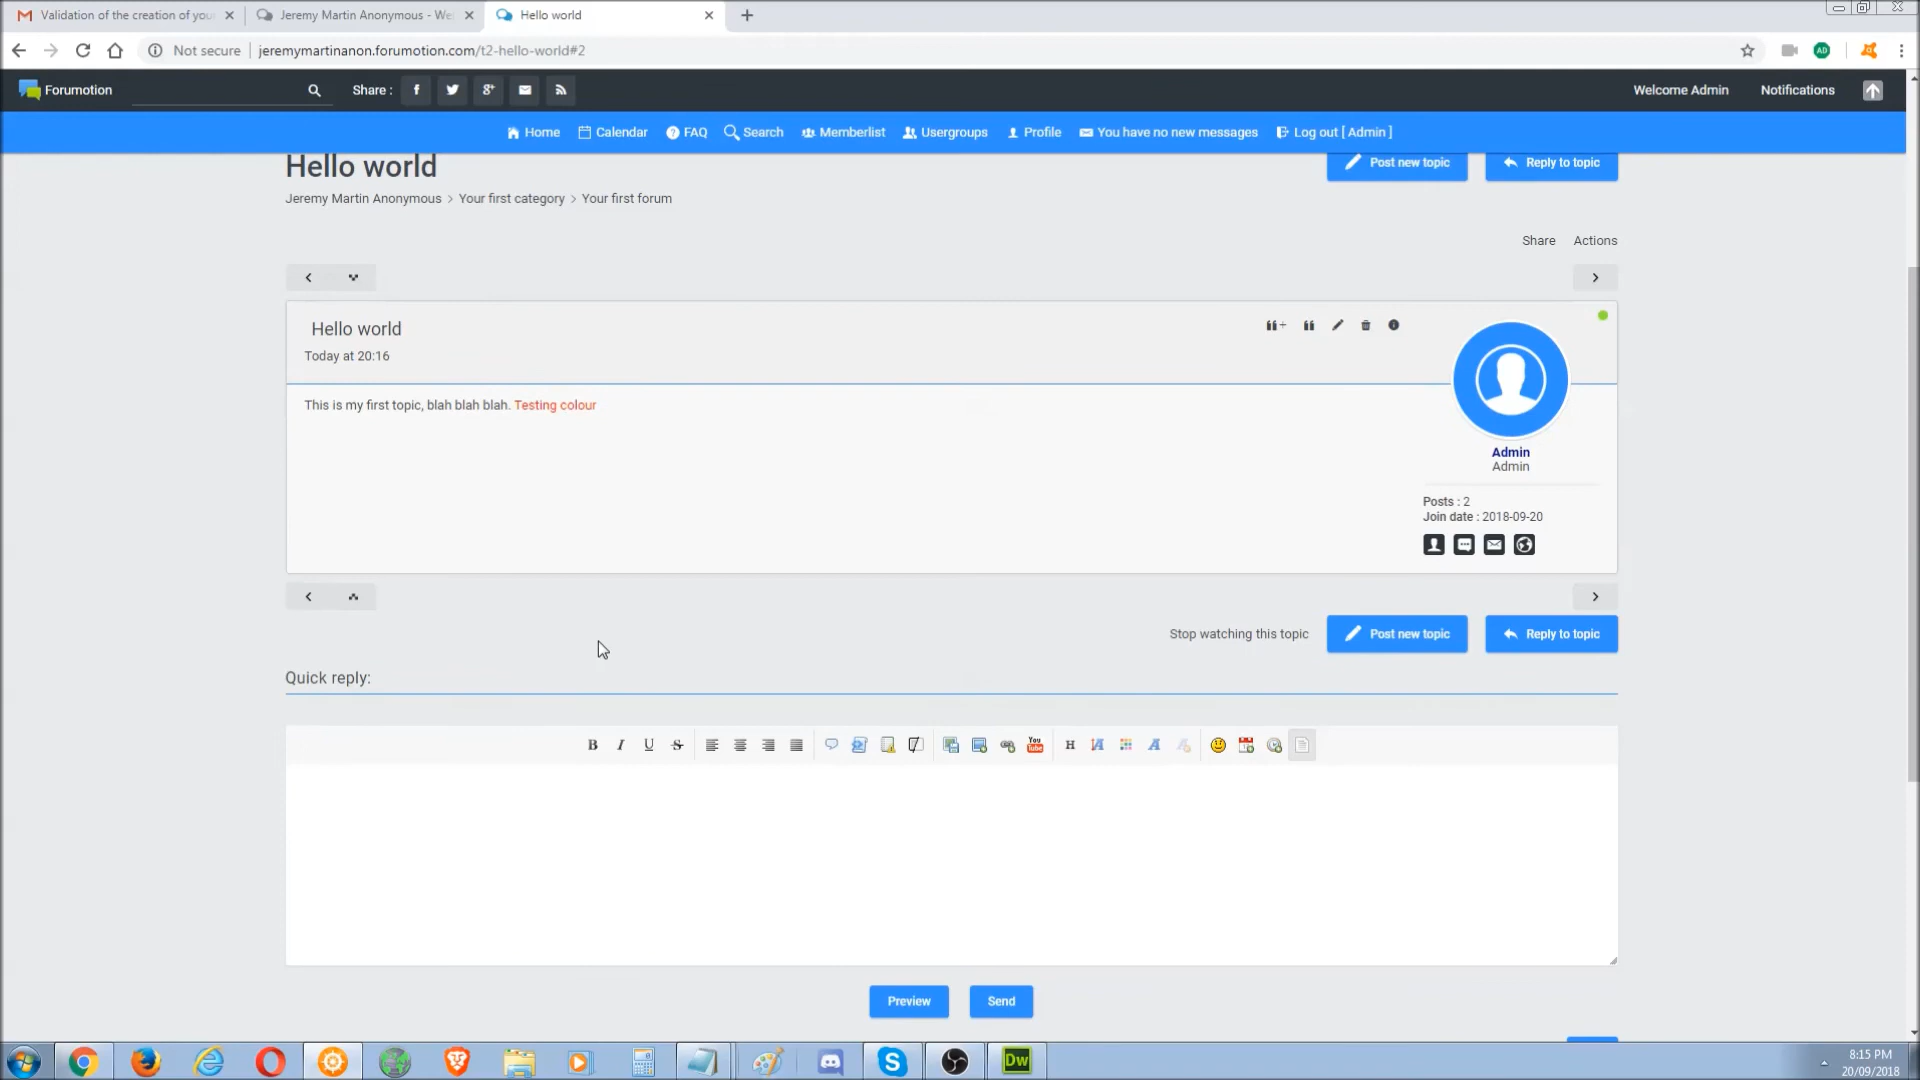 Validation of the creation of you
Jeremy Martin Anonymous - We
Hello world
Not secure
jeremymartinanon.forumotion.com/t2-hello-world#2
AD
Forumotion
Share :
Welcome Admin
Notifications
Home
Calendar
FAQ
Search
Memberlist
Usergroups
Profile
You have no new messages
Log out [ Admin ]
Hello world
Post new topic
Reply to topic
Jeremy Martin Anonymous > Your first category > Your first forum
Share
Actions
Hello world
Today at 20:16
This is my first topic, blah blah blah. Testing colour
Admin
Admin
Posts : 2
Join date : 2018-09-20
Stop watching this topic
Post new topic
Reply to topic
Quick reply:
B I U S
You
Tube
H
A
A
Preview
Send
Dw
8:15 PM
20/09/2018